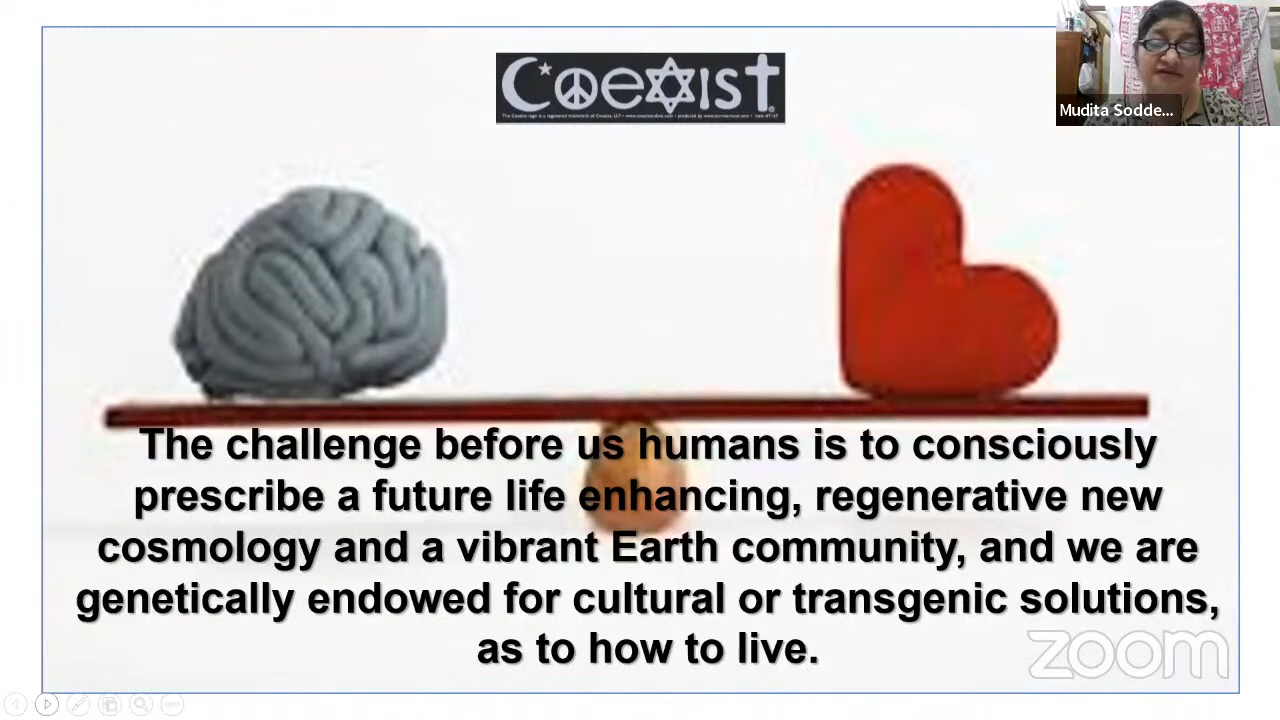 Coexist
Mudita Sodde...
The challenge before us humans is to consciously
prescribe a future life enhancing, regenerative new
cosmology and a vibrant Earth community, and we are
genetically endowed for cultural or transgenic solutions,
as to how to live.
zoom